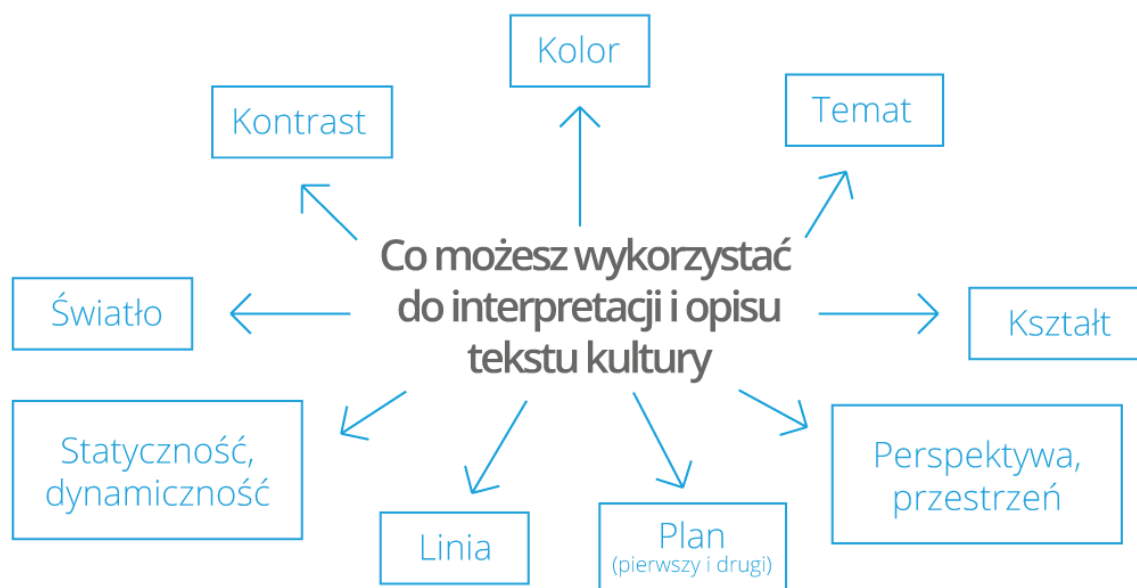 Kolor
Kontrast
Temat
Co możesz wykorzystać
do interpretacji i opisu
tekstu kultury
Światło
Kształt
Statyczność,
dynamiczność
Perspektywa,
przestrzeń
Linia
Plan
(pierwszy i drugi)